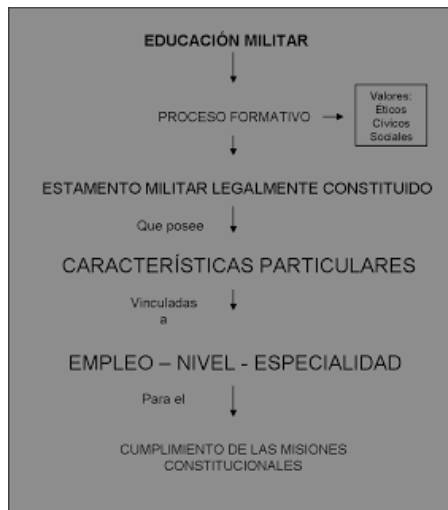 EDUCACIÓN MILITAR
PROCESO FORMATIVO
Valores:
Éticos
Cívicos
Sociales
ESTAMENTO MILITAR LEGALMENTE CONSTITUIDO
Que posee
CARACTERÍSTICAS PARTICULARES
Vinculadas
a
EMPLEO – NIVEL - ESPECIALIDAD
Para el
CUMPLIMIENTO DE LAS MISIONES
CONSTITUCIONALES